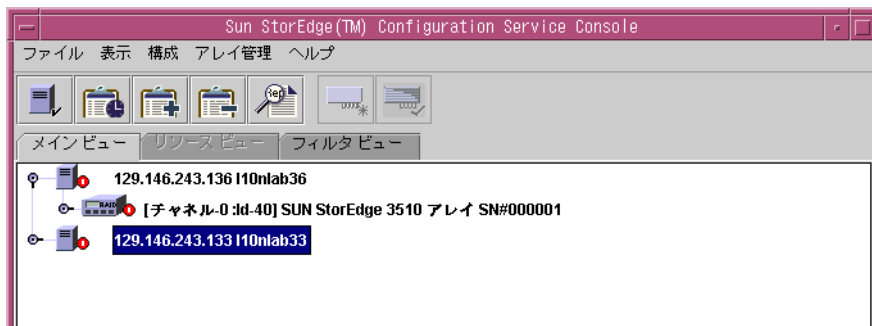 Sun StorEdge(TM) Configuration Service Console
ファイル 表示 構成 アレイ管理 ヘルプ
Rep
メイン ビュー リソース ビュー フィルタ ビュー
129.146.243.136 l10nlab36
RAID [チャネル-0 :Id-40] SUN StorEdge 3510 アレイ SN#000001
129.146.243.133 l10nlab33